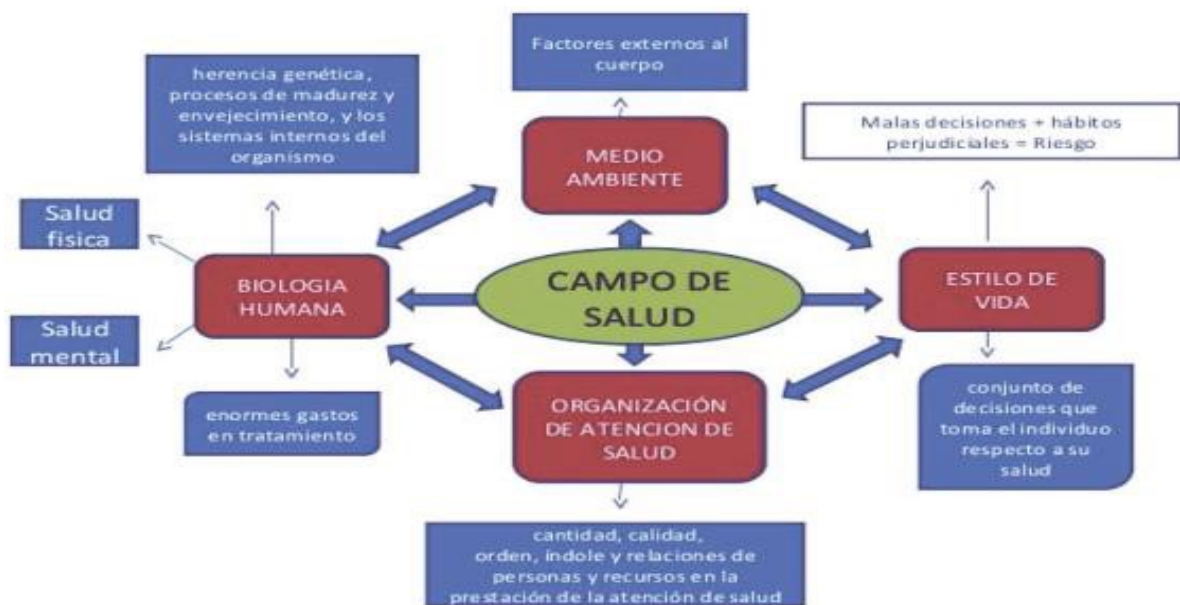 Factores externos al
cuerpo
herencia genética,
procesos de madurez y
envejecimiento, y los
sistemas internos del
organismo
Malas decisiones + hábitos
perjudiciales = Riesgo
MEDIO
AMBIENTE
Salud
fisica
BIOLOGIA
HUMANA
CAMPO DE
SALUD
ESTILO DE
VIDA
Salud
mental
enormes gastos
en tratamiento
ORGANIZACIÓN
DE ATENCION DE
SALUD
conjunto de
decisiones que
toma el individuo
respecto a su
salud
cantidad, calidad,
orden, índole y relaciones de
personas y recursos en la
prestación de la atención de salud